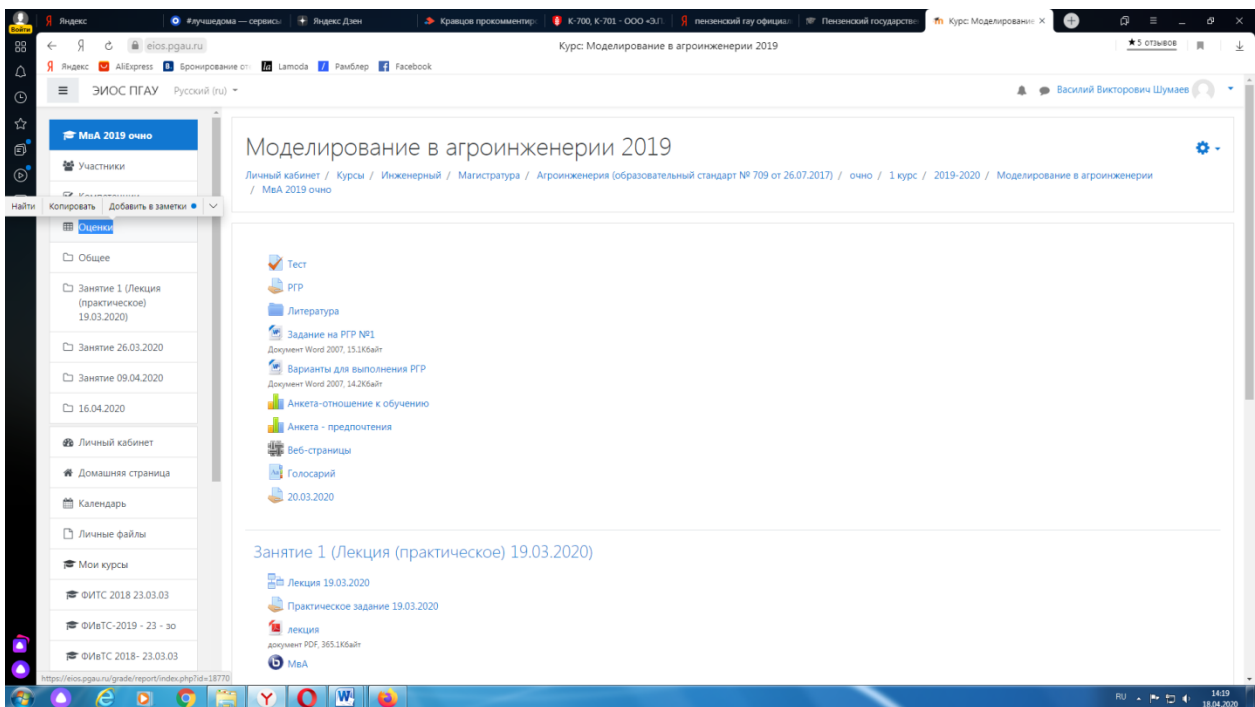 Яндекс
#лучшедома — сервисы
Яндекс Дзен
Кравцов прокомментир
К-700, К-701 - ООО «Э.П.
пензенский гау официал
Пензенский государстве
Курс: Моделирование
Войти
eios.pgau.ru
Курс: Моделирование в агроинженерии 2019
★5 отзывов
Яндекс
AliExpress
Бронирование от
Lamoda
Рамблер
Facebook
ЭИОС ПГАУ
Русский (ru)
Василий Викторович Шумаев
МвА 2019 очно
Участники
Найти
Копировать
Добавить в заметки
Оценки
Общее
Занятие 1 (Лекция
(практическое)
19.03.2020)
Занятие 26.03.2020
Занятие 09.04.2020
16.04.2020
Личный кабинет
Домашняя страница
Календарь
Личные файлы
Мои курсы
ФИТС 2018 23.03.03
ФИвТС-2019 - 23 - зо
ФИвТС 2018- 23.03.03
https://eios.pgau.ru/grade/report/index.php?id=18770
Моделирование в агроинженерии 2019
Личный кабинет / Курсы / Инженерный / Магистратура / Агроинженерия (образовательный стандарт № 709 от 26.07.2017) / очно / 1 курс / 2019-2020 / Моделирование в агроинженерии
/ МвА 2019 очно
Тест
РГР
Литература
Задание на РГР №1
Документ Word 2007, 15.1Кбайт
Варианты для выполнения РГР
Документ Word 2007, 14.2Кбайт
Анкета-отношение к обучению
Анкета - предпочтения
Веб-страницы
Голосарий
20.03.2020
Занятие 1 (Лекция (практическое) 19.03.2020)
Лекция 19.03.2020
Практическое задание 19.03.2020
лекция
документ PDF, 365.1Кбайт
МвА
RU
14:19
18.04.2020